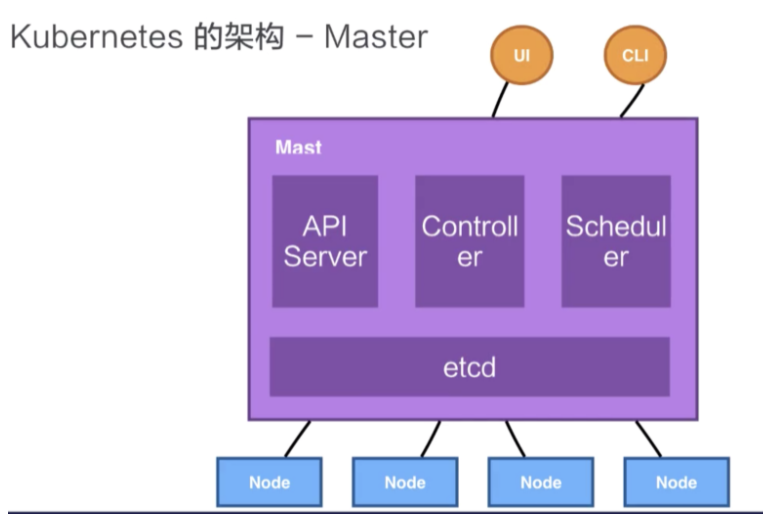 Kubernetes 的架构 – Master
UI
CLI
Mast
API
Server
Controll
er
Schedul
er
etcd
Node
Node
Node
Node